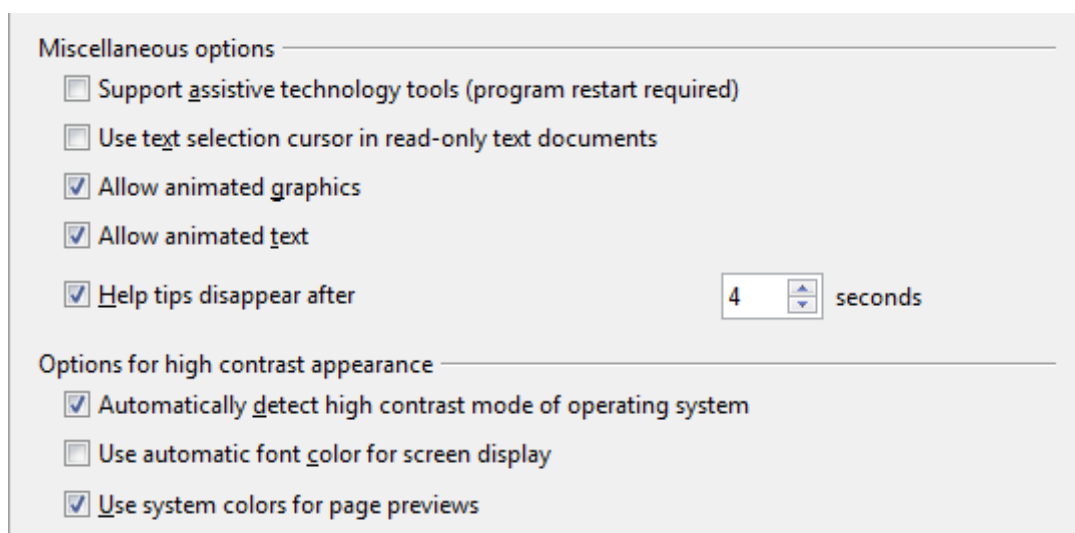 Miscellaneous options
Support assistive technology tools (program restart required)
Use text selection cursor in read-only text documents
Allow animated graphics
Allow animated text
Help tips disappear after 4 seconds
Options for high contrast appearance
Automatically detect high contrast mode of operating system
Use automatic font color for screen display
Use system colors for page previews